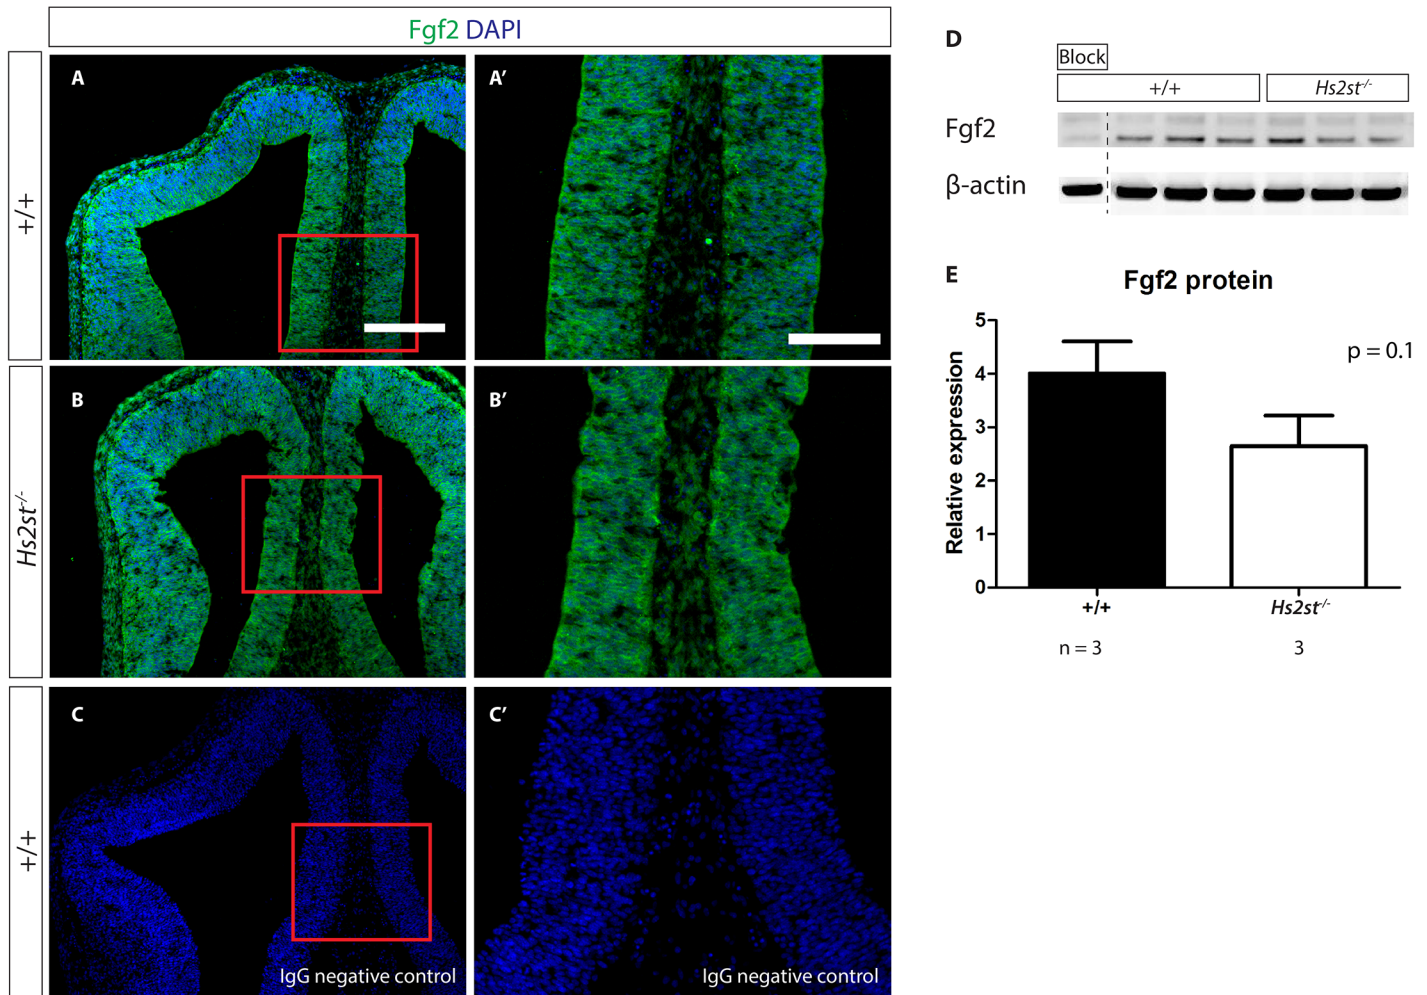 Fgf2 DAPI
+/+
A
A′
Hs2st-/-
B
B′
+/+
C
IgG negative control
C′
IgG negative control
D
Block
+/+
Hs2st-/-
Fgf2
β-actin
E
Fgf2 protein
p = 0.1
Relative expression
5
4
3
2
1
0
+/+
Hs2st-/-
n = 3
3